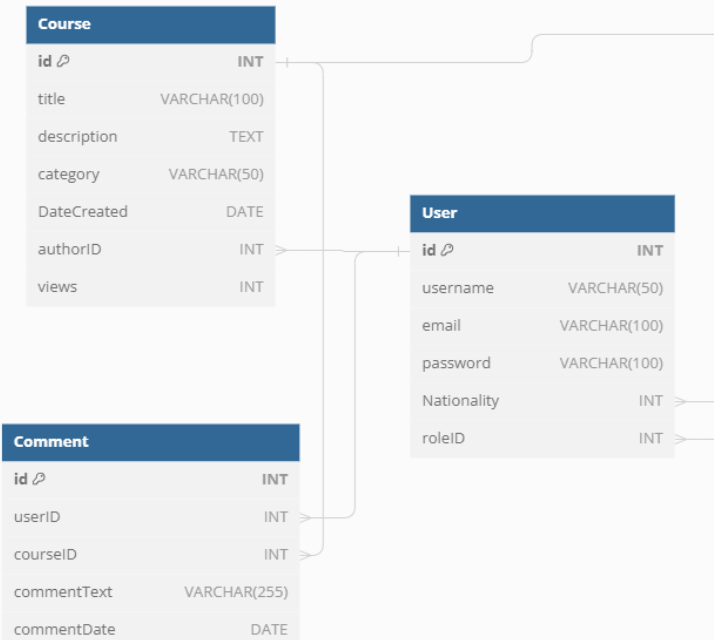 Course
id INT
title VARCHAR(100)
description TEXT
category VARCHAR(50)
DateCreated DATE
authorID INT
views INT
User
id INT
username VARCHAR(50)
email VARCHAR(100)
password VARCHAR(100)
Nationality INT
roleID INT
Comment
id INT
userID INT
courseID INT
commentText VARCHAR(255)
commentDate DATE